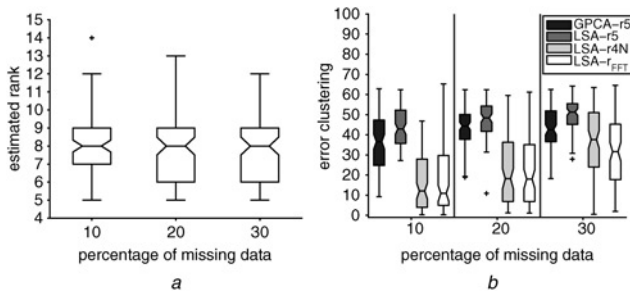 estimated rank
15
14
13
12
11
10
9
8
7
6
5
4
10 20 30
percentage of missing data
a
error clustering
100
90
80
70
60
50
40
30
20
10
0
GPCA-r5
LSA-r5
LSA-r4N
LSA-rFFT
10 20 30
percentage of missing data
b